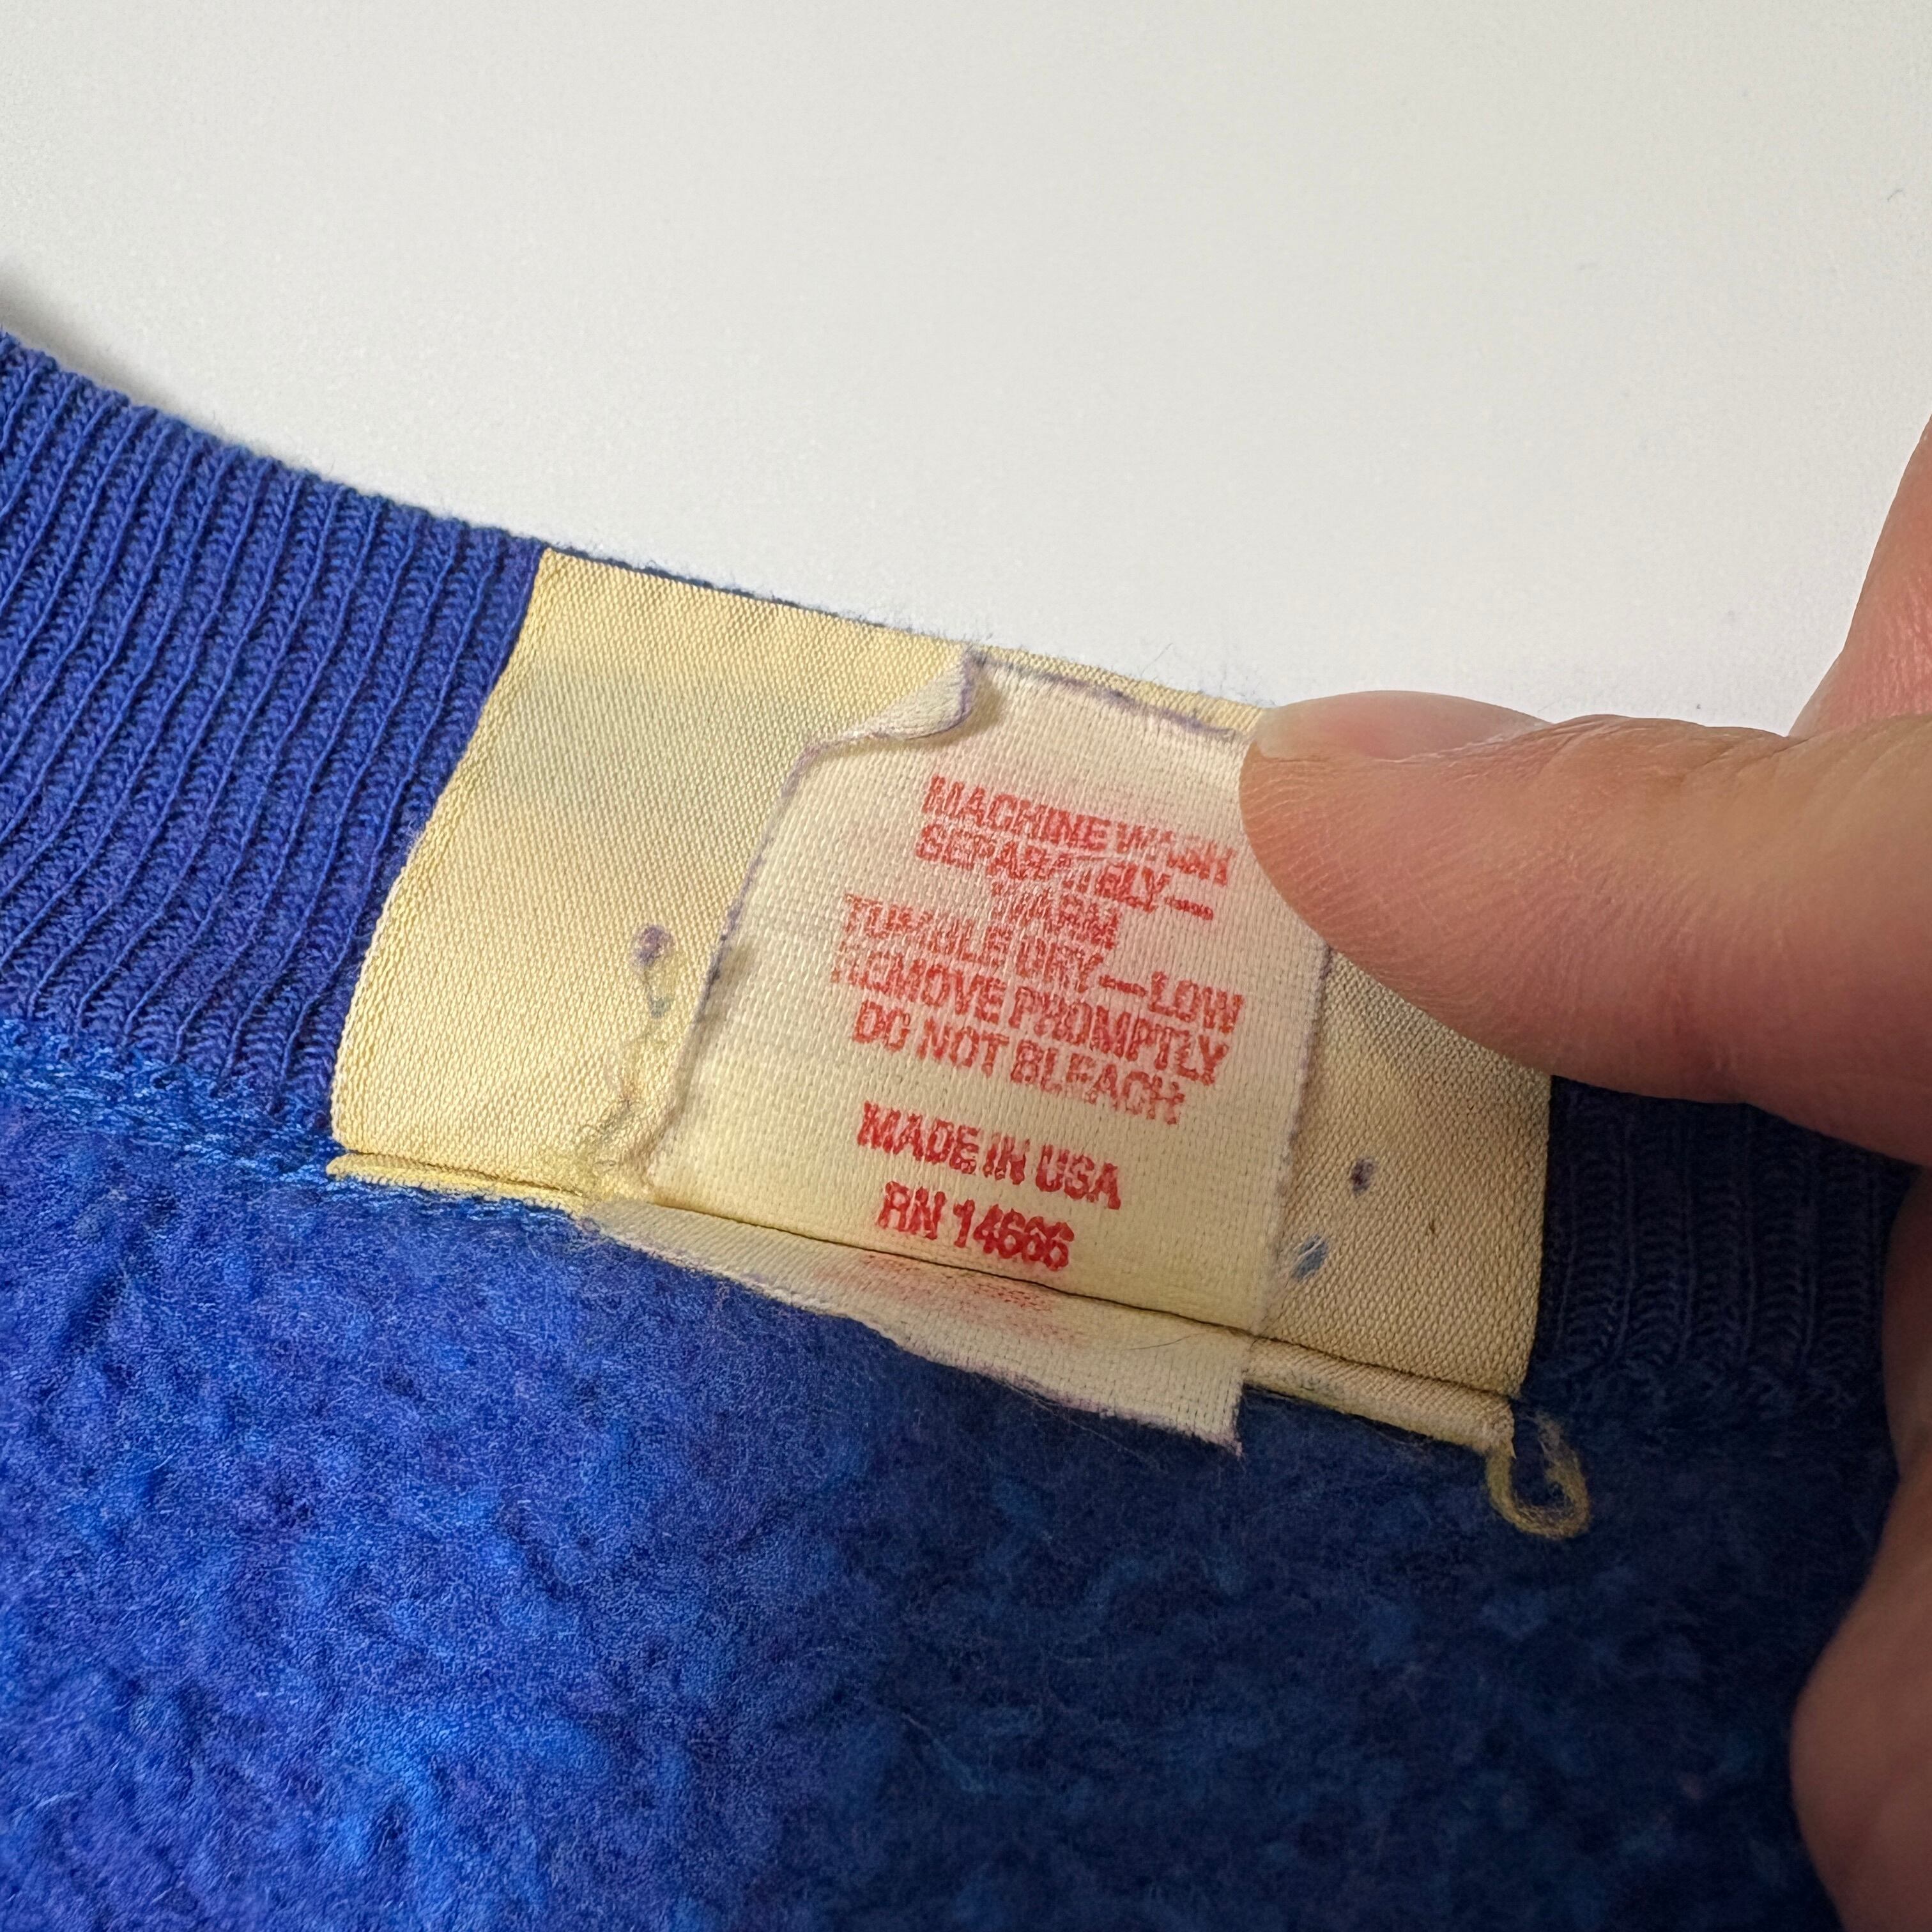 MACHINE WASH
SEPARATELY—
WARM
TUMBLE DRY—LOW
REMOVE PROMPTLY
DO NOT BLEACH
MADE IN USA
RN 14666